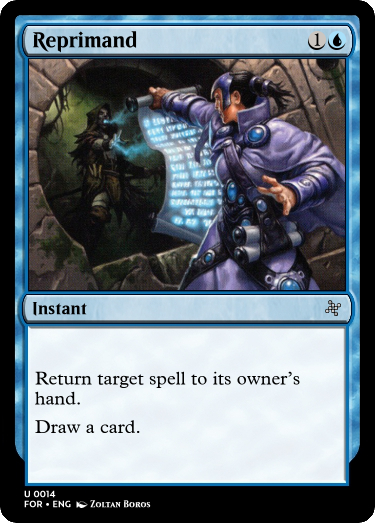 Reprimand 1
Instant
Return target spell to its owner's
hand.
Draw a card.
U 0014
FOR • ENG Zoltan Boros